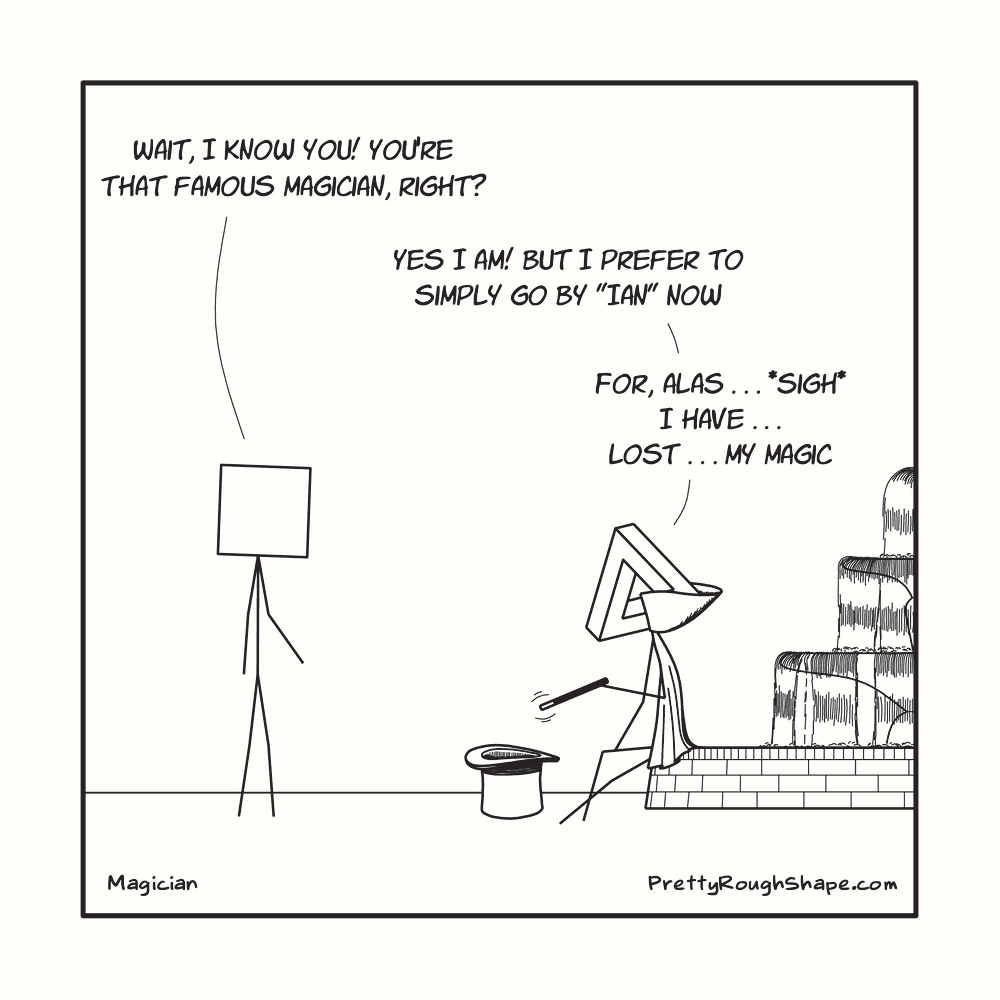 WAIT, I KNOW YOU! YOU'RE
THAT FAMOUS MAGICIAN, RIGHT?
YES I AM! BUT I PREFER TO
SIMPLY GO BY "IAN" NOW
FOR, ALAS . . . *SIGH*
I HAVE . . .
LOST . . . MY MAGIC
Magician
PrettyRoughShape.com